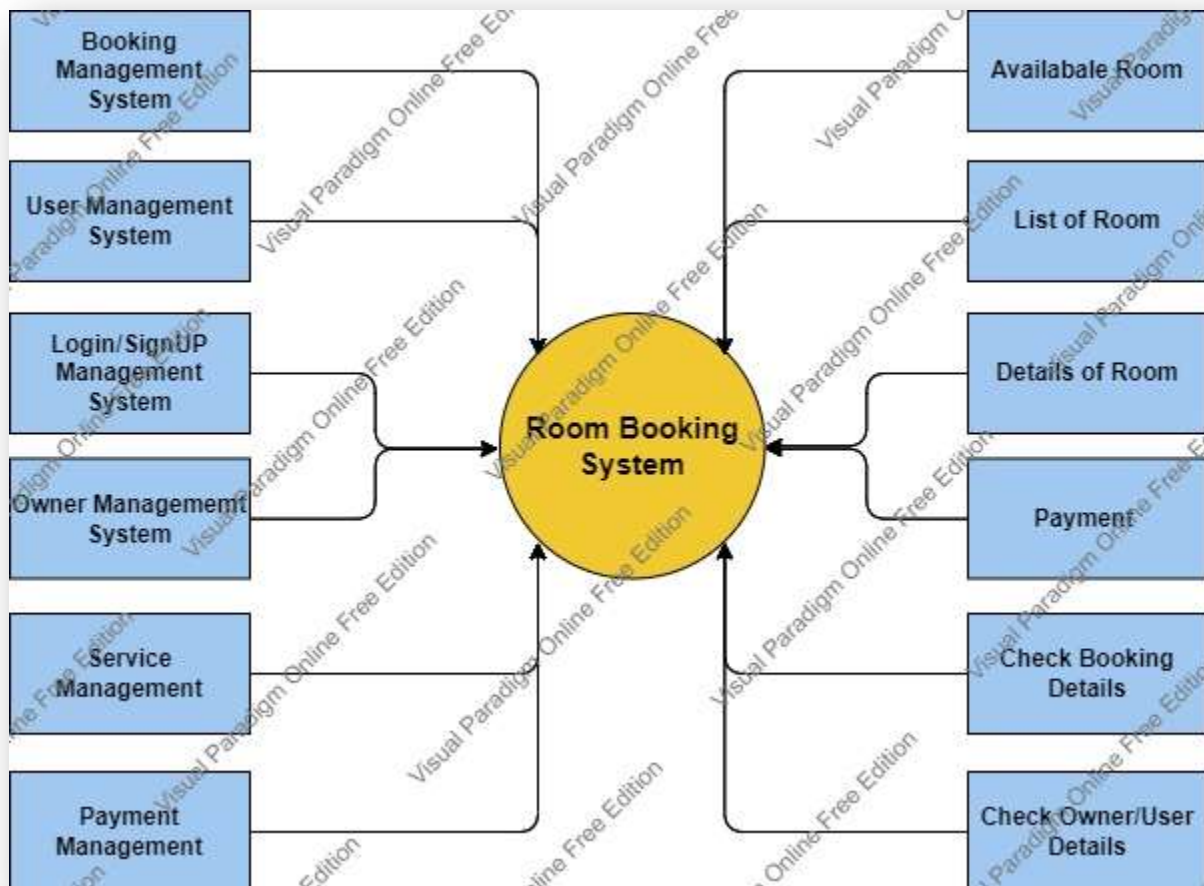 Booking
Management
System
User Management
System
Login/SignUP
Management
System
Owner Managememt
System
Service
Management
Payment
Management
Room Booking
System
Availabale Room
List of Room
Details of Room
Payment
Check Booking
Details
Check Owner/User
Details
Visual Paradigm Online Free Edition